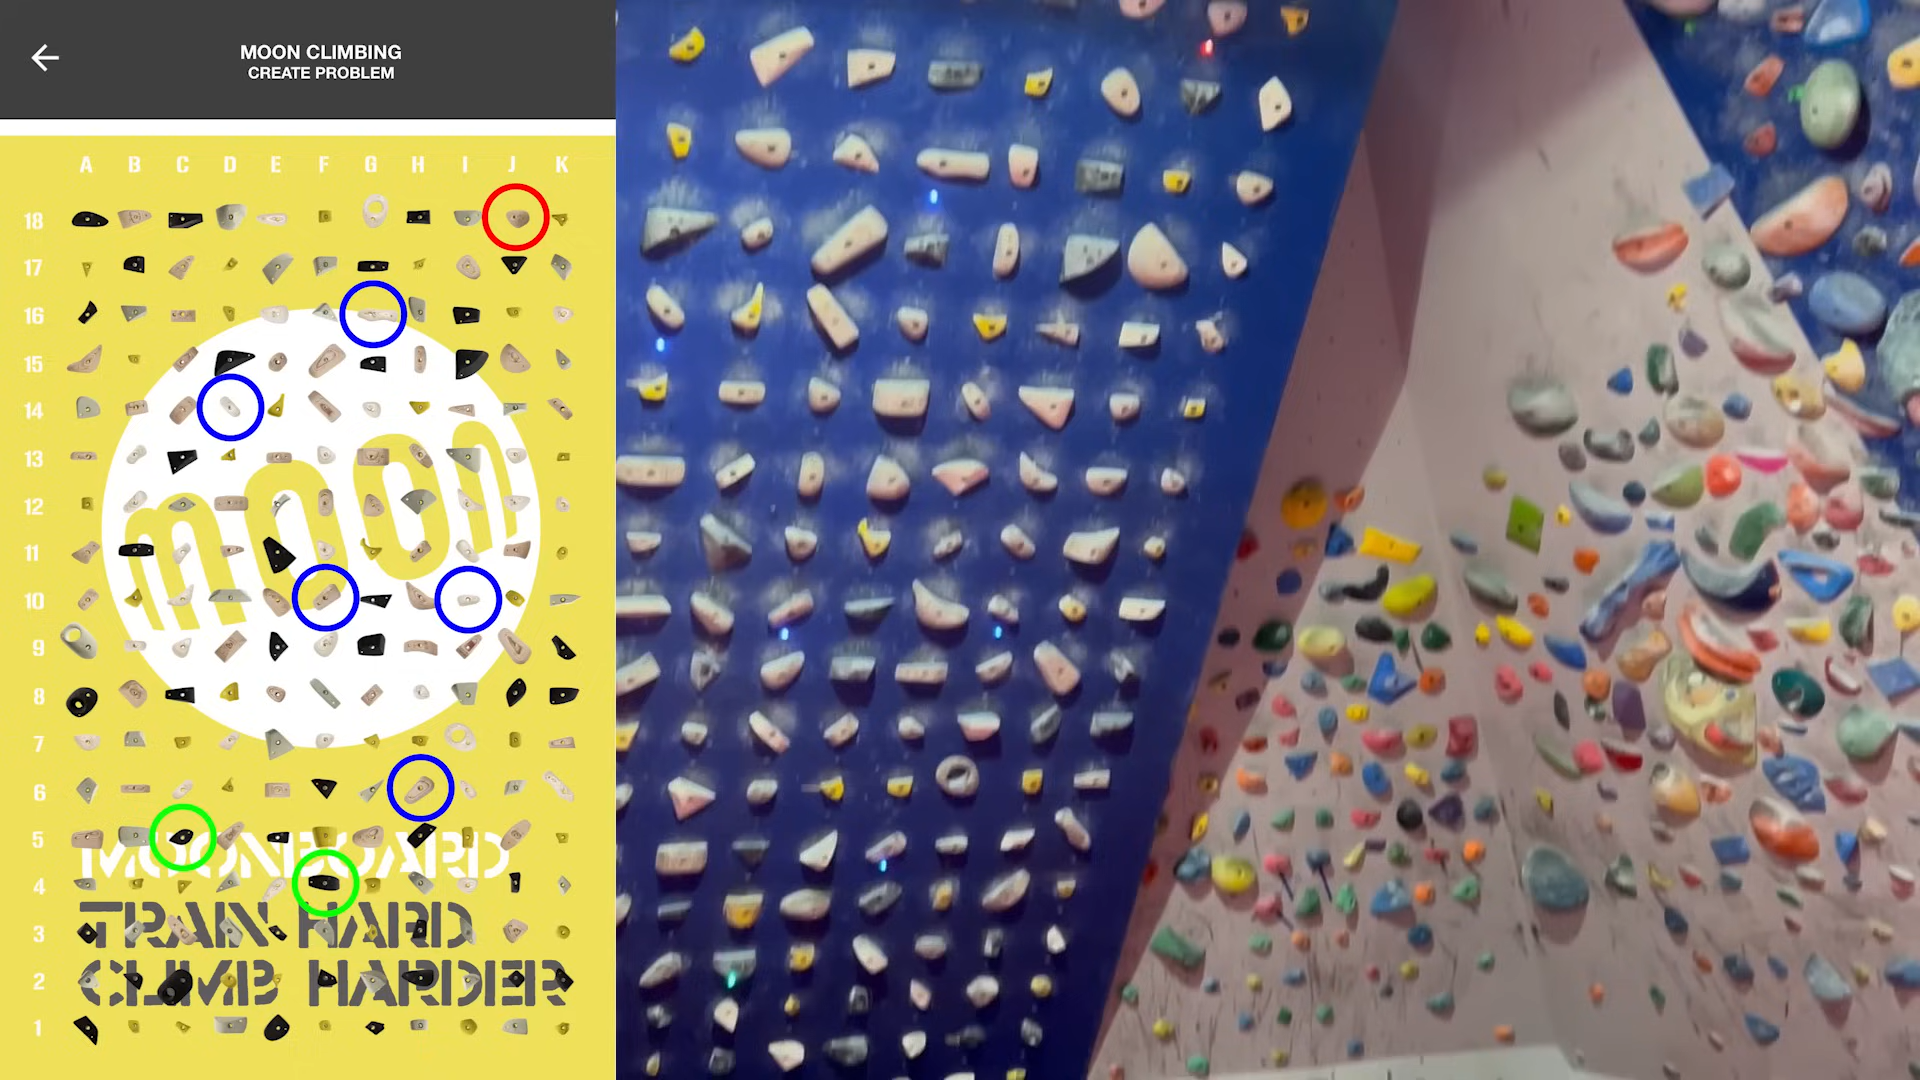 MOON CLIMBING
CREATE PROBLEM
A B C D E F G H I J K
18
17
16
15
14
13
12
11
10
9
8
7
6
5
4
3
2
1
moon
MOONBOARD
TRAIN HARD
CLIMB HARDER